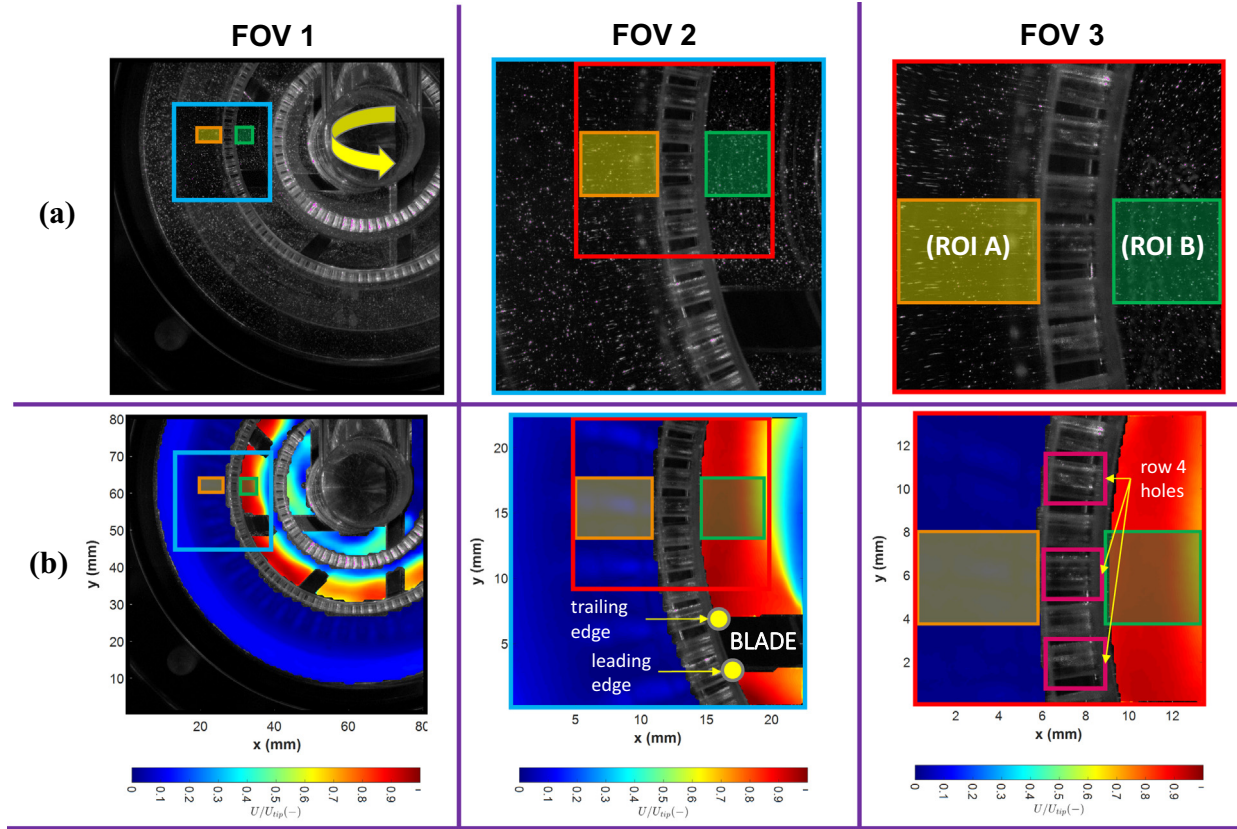 FOV 1
FOV 2
FOV 3
(a)
(ROI A)
(ROI B)
(b)
80
70
60
50
40
30
20
10
y (mm)
20
40
60
80
x (mm)
0
0.1
0.2
0.3
0.4
0.5
0.6
0.7
0.8
0.9
1
U/U_tip(−)
20
15
10
5
y (mm)
trailing
edge
leading
edge
BLADE
5
10
15
20
x (mm)
0
0.1
0.2
0.3
0.4
0.5
0.6
0.7
0.8
0.9
1
U/U_tip(−)
12
10
8
6
4
2
y (mm)
row 4
holes
2
4
6
8
10
12
x (mm)
0
0.1
0.2
0.3
0.4
0.5
0.6
0.7
0.8
0.9
1
U/U_tip(−)